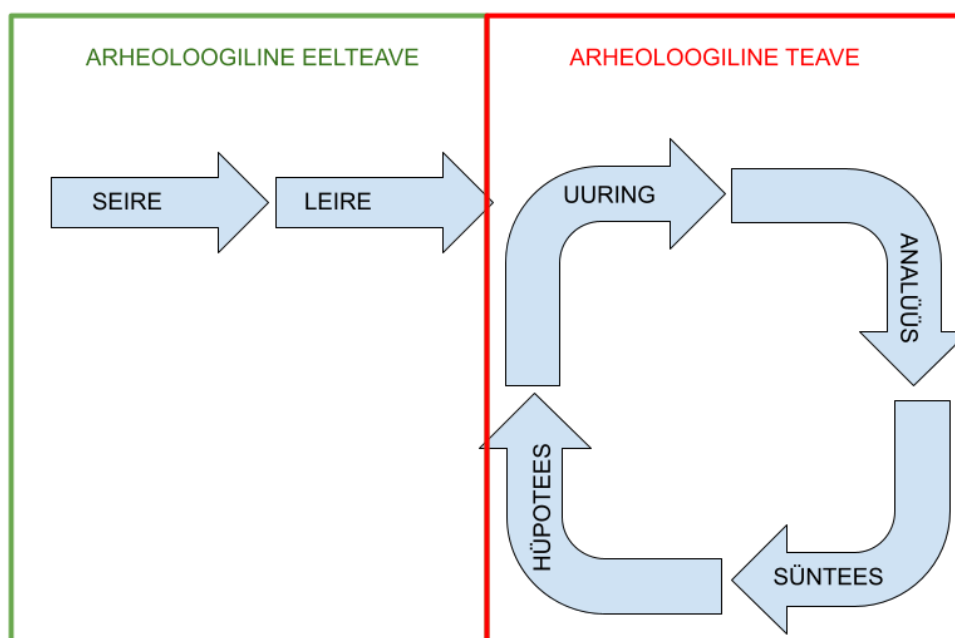 ARHEOLOOGILINE EELTEAVE
ARHEOLOOGILINE TEAVE
SEIRE
LEIRE
UURING
ANALÜÜS
SÜNTEES
HÜPOTEES